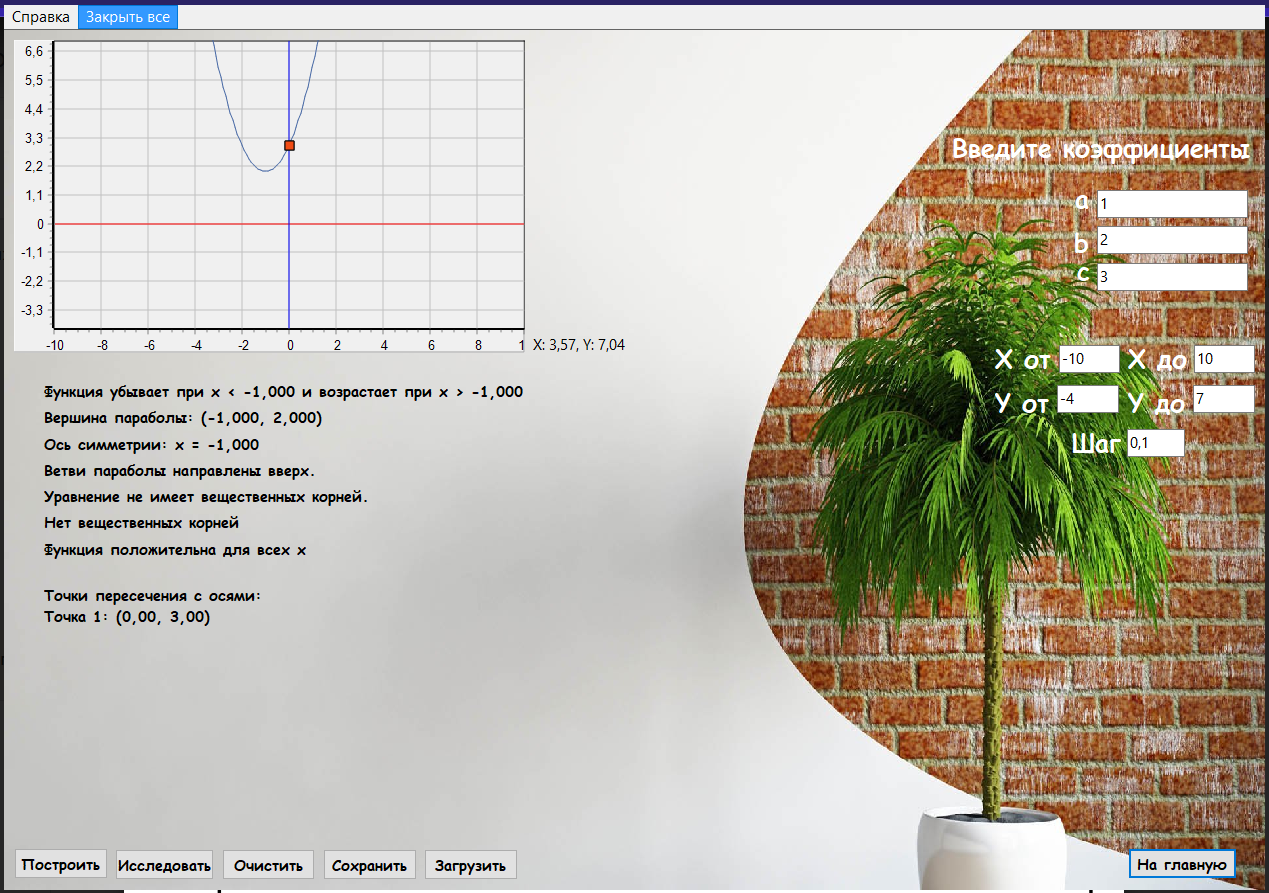 Справка Закрыть все
6,6
5,5
4,4
3,3
2,2
1,1
0
-1,1
-2,2
-3,3
-10 -8 -6 -4 -2 0 2 4 6 8 1
X: 3,57, Y: 7,04
Введите коэффициенты
a 1
b 2
c 3
X от -10 X до 10
Y от -4 Y до 7
Шаг 0,1
Функция убывает при x < -1,000 и возрастает при x > -1,000
Вершина параболы: (-1,000, 2,000)
Ось симметрии: x = -1,000
Ветви параболы направлены вверх.
Уравнение не имеет вещественных корней.
Нет вещественных корней
Функция положительна для всех x
Точки пересечения с осями:
Точка 1: (0,00, 3,00)
Построить Исследовать Очистить Сохранить Загрузить На главную